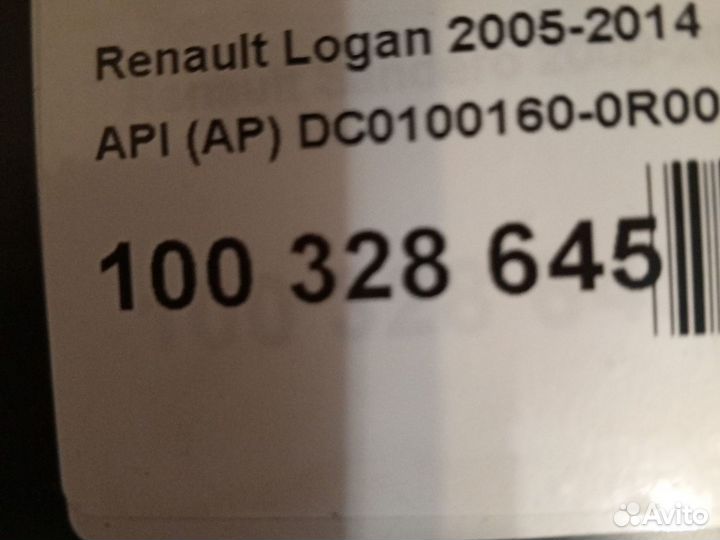 Renault Logan 2005-2014
API (AP) DC0100160-0R00
100 328 645
Avito